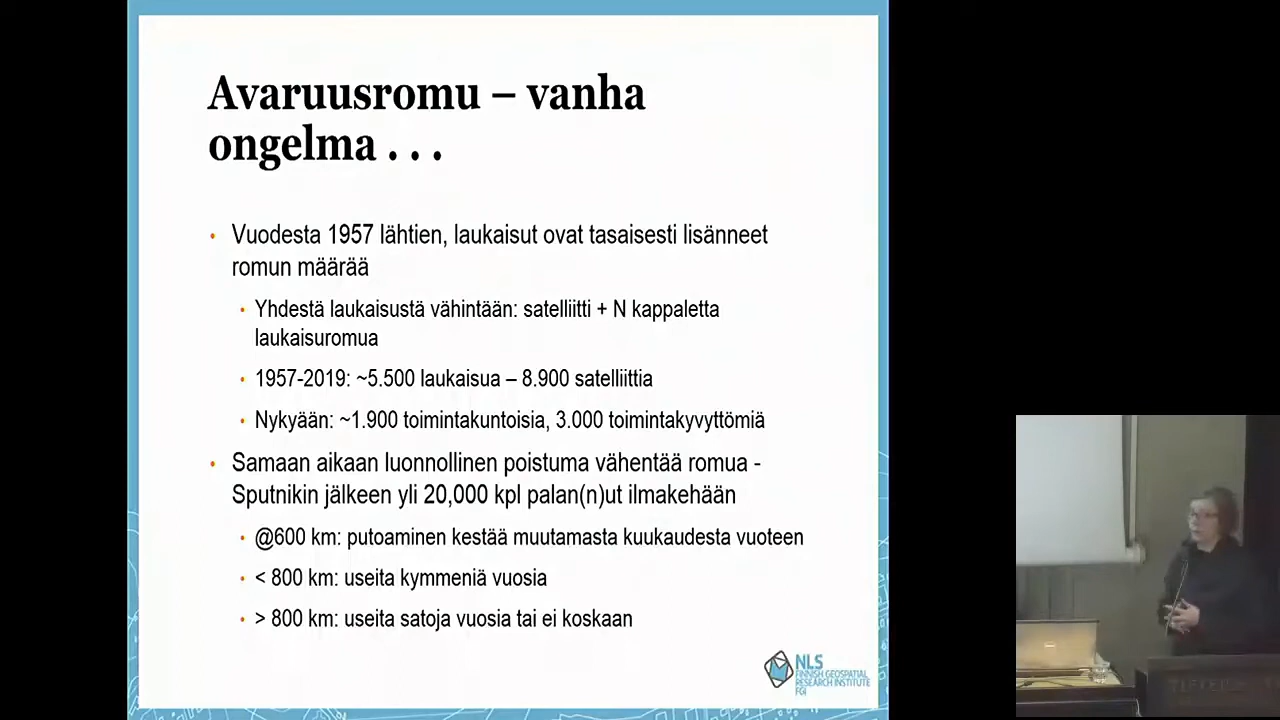 Avaruusromu – vanha
ongelma . . .
• Vuodesta 1957 lähtien, laukaisut ovat tasaisesti lisänneet
romun määrää
• Yhdestä laukaisusta vähintään: satelliitti + N kappaletta
laukaisuromua
• 1957-2019: ~5.500 laukaisua – 8.900 satelliittia
• Nykyään: ~1.900 toimintakuntoisia, 3.000 toimintakyvyttömiä
• Samaan aikaan luonnollinen poistuma vähentää romua -
Sputnikin jälkeen yli 20,000 kpl palan(n)ut ilmakehään
• @600 km: putoaminen kestää muutamasta kuukaudesta vuoteen
• < 800 km: useita kymmeniä vuosia
• > 800 km: useita satoja vuosia tai ei koskaan
NLS
FINNISH GEOSPATIAL
RESEARCH INSTITUTE
FGI